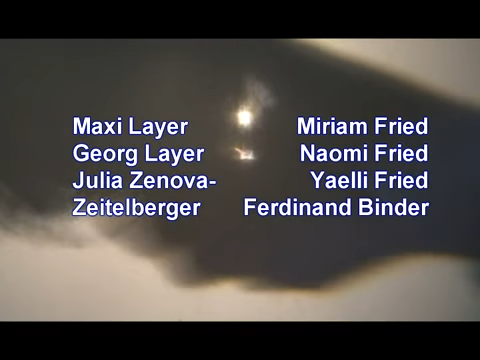 Maxi Layer
Georg Layer
Julia Zenova-
Zeitelberger
Miriam Fried
Naomi Fried
Yaelli Fried
Ferdinand Binder